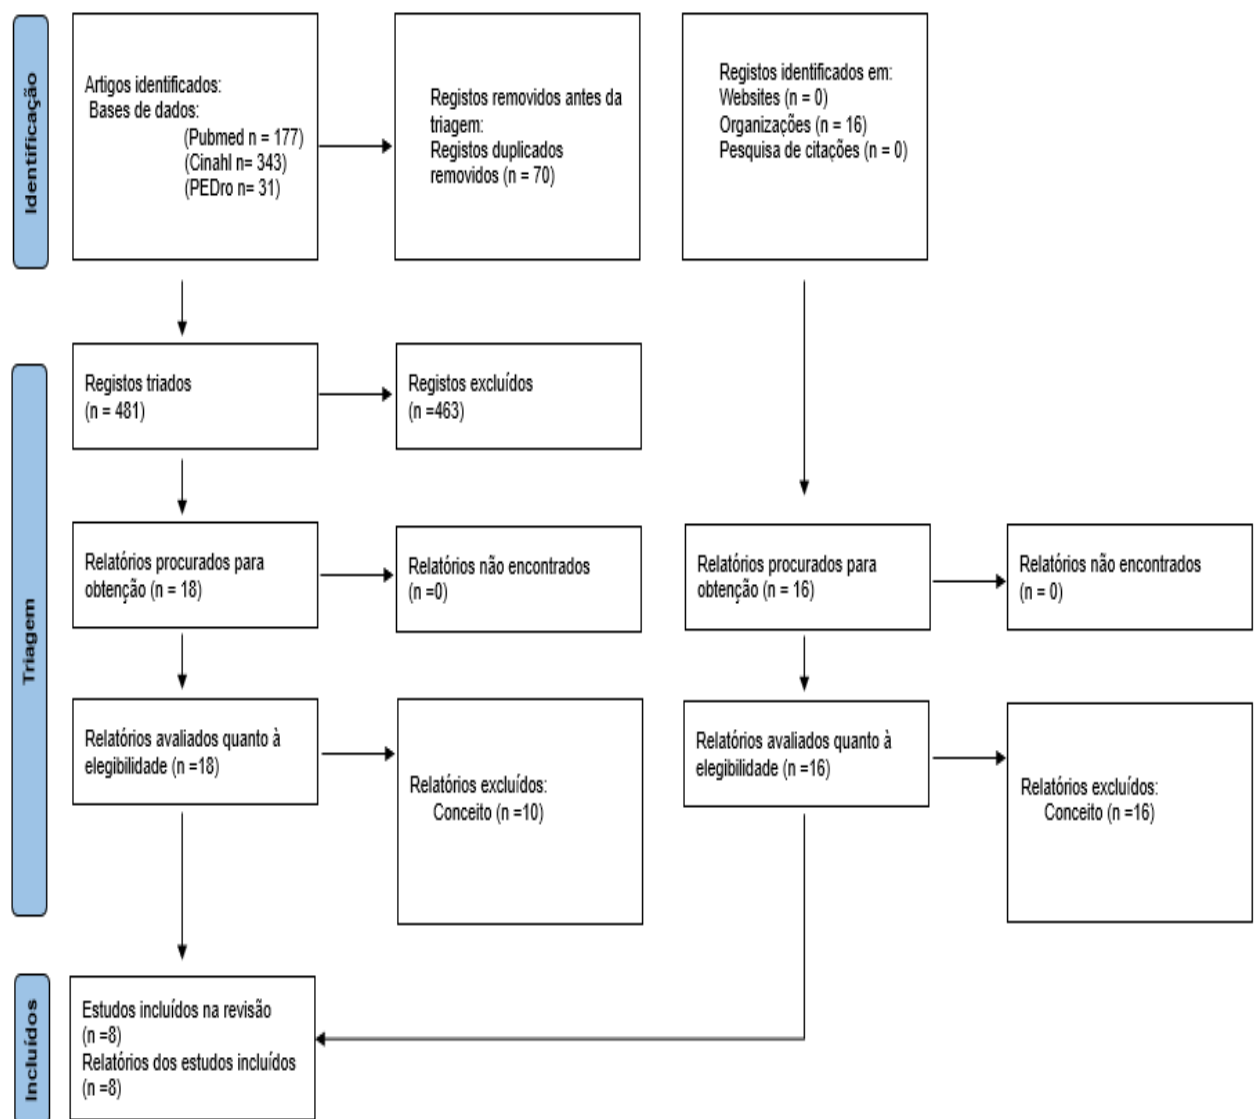 Identificação
Artigos identificados:
Bases de dados:
(Pubmed n = 177)
(Cinahl n= 343)
(PEDro n= 31)
Registos removidos antes da
triagem:
Registos duplicados
removidos (n = 70)
Registos identificados em:
Websites (n = 0)
Organizações (n = 16)
Pesquisa de citações (n = 0)
Triagem
Registos triados
(n = 481)
Registos excluídos
(n =463)
Relatórios procurados para
obtenção (n = 18)
Relatórios não encontrados
(n =0)
Relatórios procurados para
obtenção (n = 16)
Relatórios não encontrados
(n = 0)
Relatórios avaliados quanto à
elegibilidade (n =18)
Relatórios excluídos:
Conceito (n =10)
Relatórios avaliados quanto à
elegibilidade (n =16)
Relatórios excluídos:
Conceito (n =16)
Incluídos
Estudos incluídos na revisão
(n =8)
Relatórios dos estudos incluídos
(n =8)